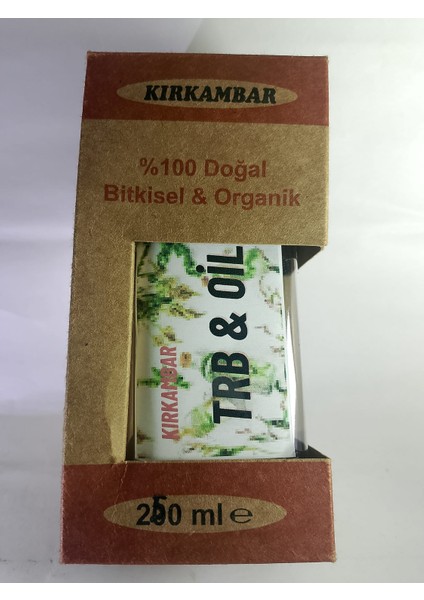 KIRKAMBAR
%100 Doğal
Bitkisel & Organik
KIRKAMBAR
TRB & OİL
250 ml ℮